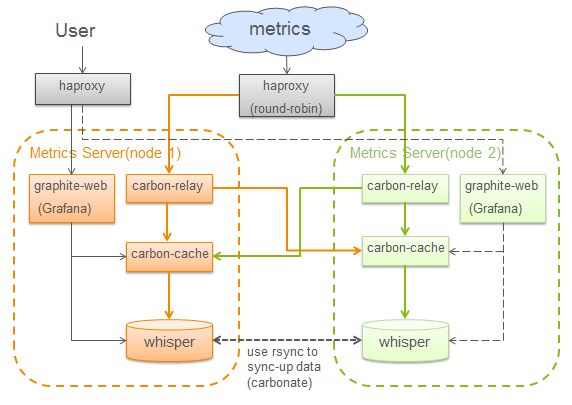 User
metrics
haproxy
haproxy
(round-robin)
Metrics Server(node 1)
Metrics Server(node 2)
graphite-web
(Grafana)
carbon-relay
carbon-relay
graphite-web
(Grafana)
carbon-cache
carbon-cache
whisper
whisper
use rsync to
sync-up data
(carbonate)